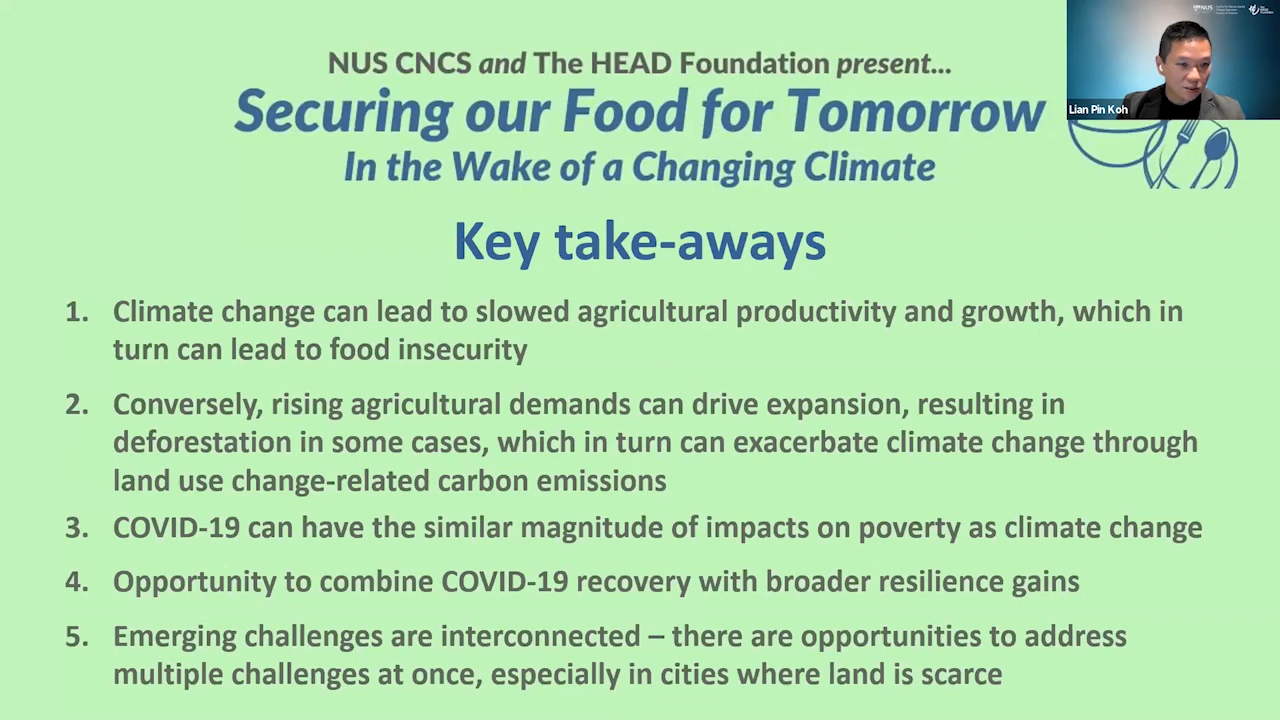 NUS CNCS and The HEAD Foundation present...
Securing our Food for Tomorrow
In the Wake of a Changing Climate
NUS
Lian Pin Koh
Key take-aways
1. Climate change can lead to slowed agricultural productivity and growth, which in
turn can lead to food insecurity
2. Conversely, rising agricultural demands can drive expansion, resulting in
deforestation in some cases, which in turn can exacerbate climate change through
land use change-related carbon emissions
3. COVID-19 can have the similar magnitude of impacts on poverty as climate change
4. Opportunity to combine COVID-19 recovery with broader resilience gains
5. Emerging challenges are interconnected – there are opportunities to address
multiple challenges at once, especially in cities where land is scarce